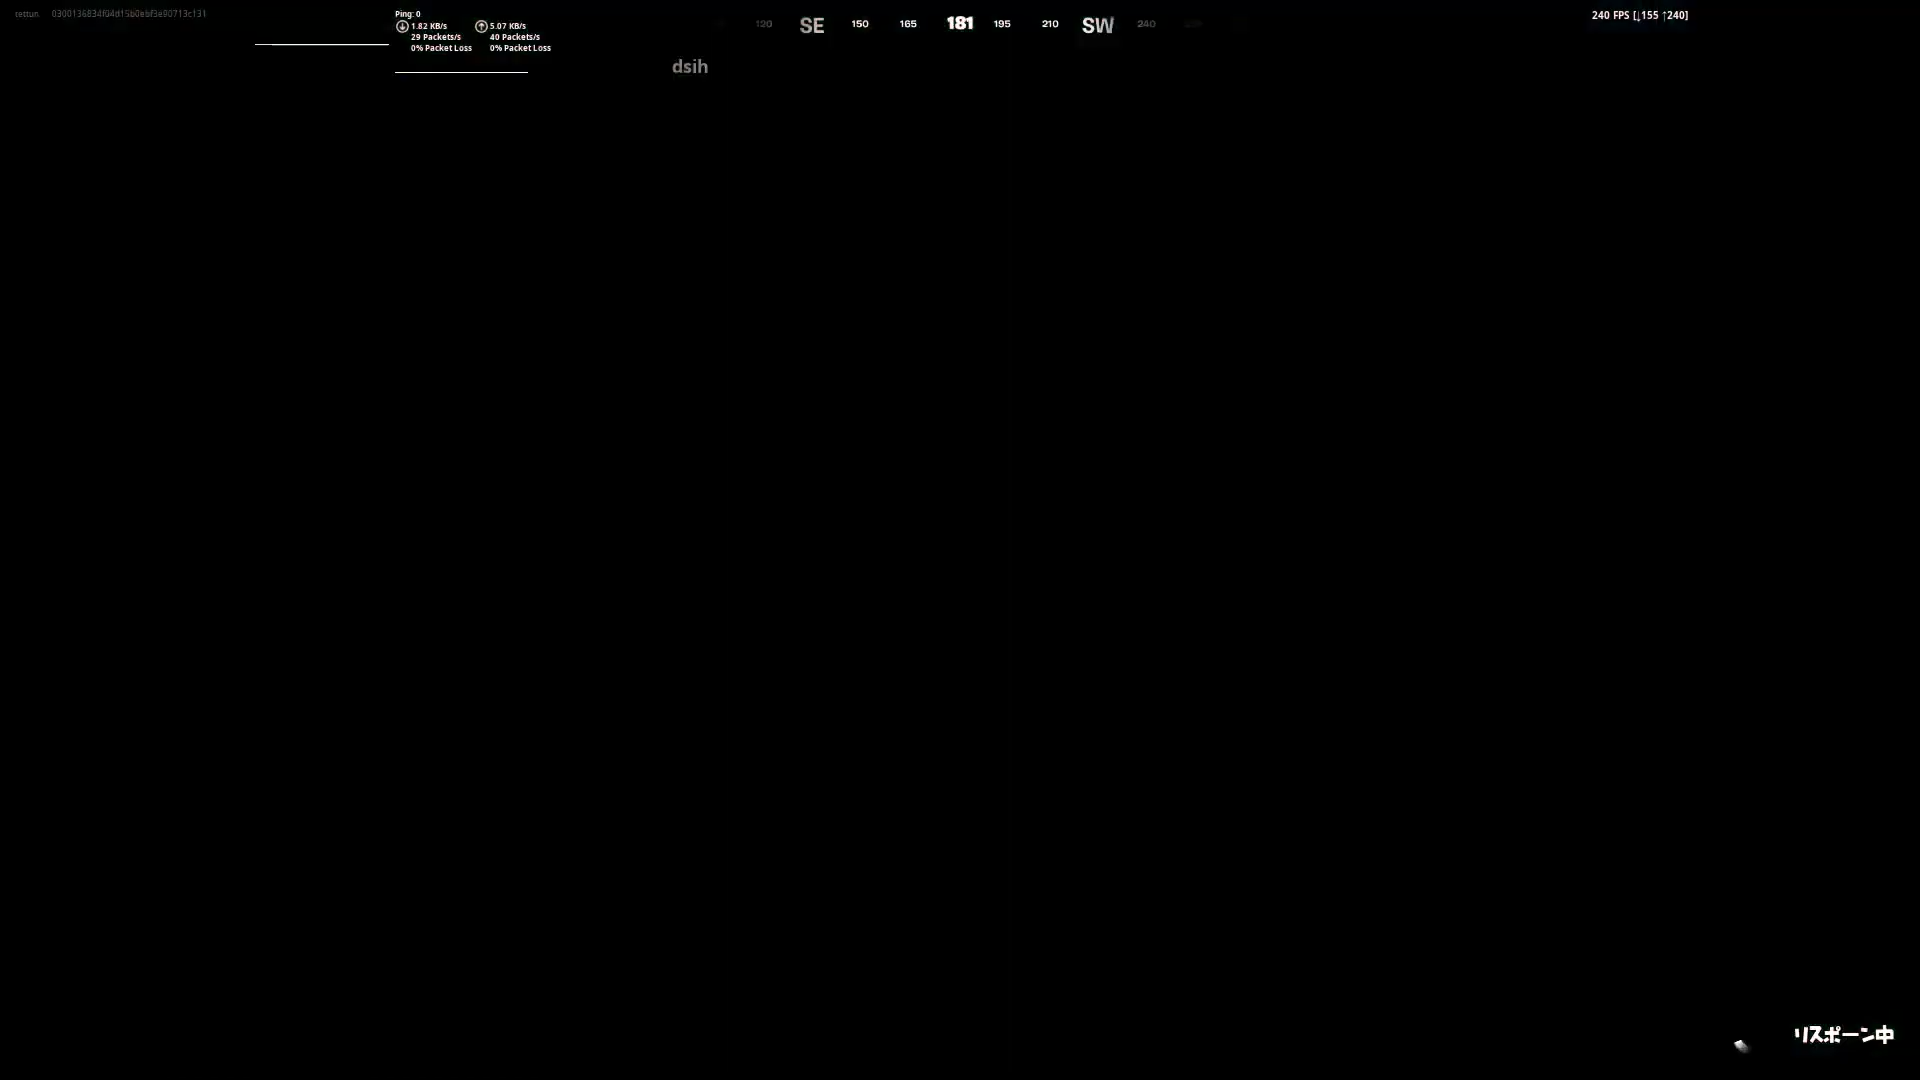 Ping: 0
1.82 KB/s 5.07 KB/s
29 Packets/s 40 Packets/s
0% Packet Loss 0% Packet Loss
120 SE 150 165 181 195 210 SW 240
240 FPS [↓155 ↑240]
dsih
リスポーン中